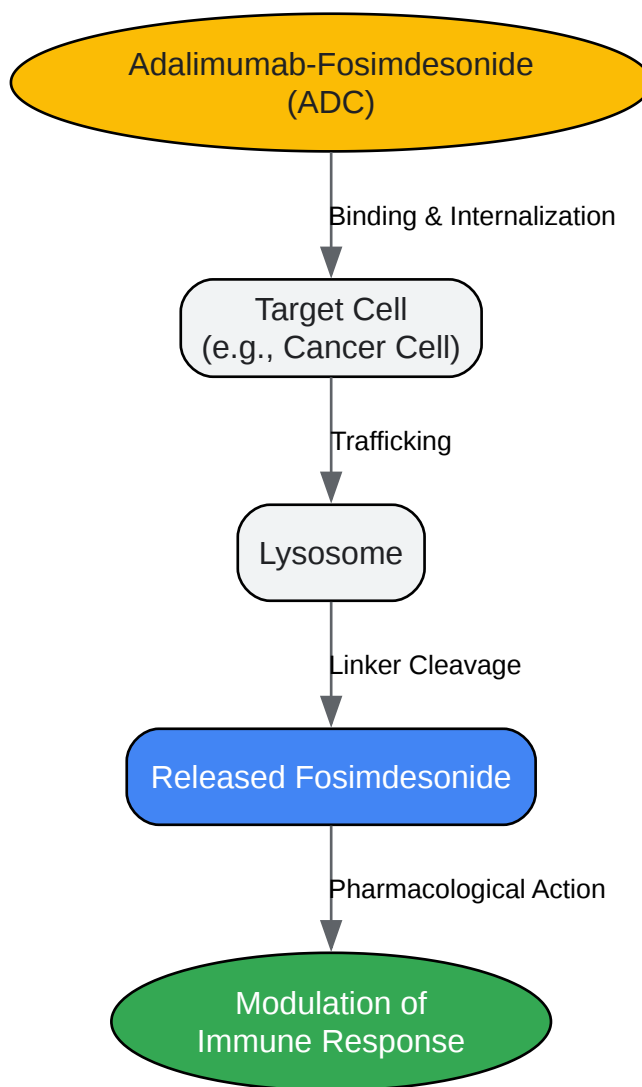 Adalimumab-Fosimdesonide
(ADC)
Binding & Internalization
Target Cell
(e.g., Cancer Cell)
Trafficking
Lysosome
Linker Cleavage
Released Fosimdesonide
Pharmacological Action
Modulation of
Immune Response